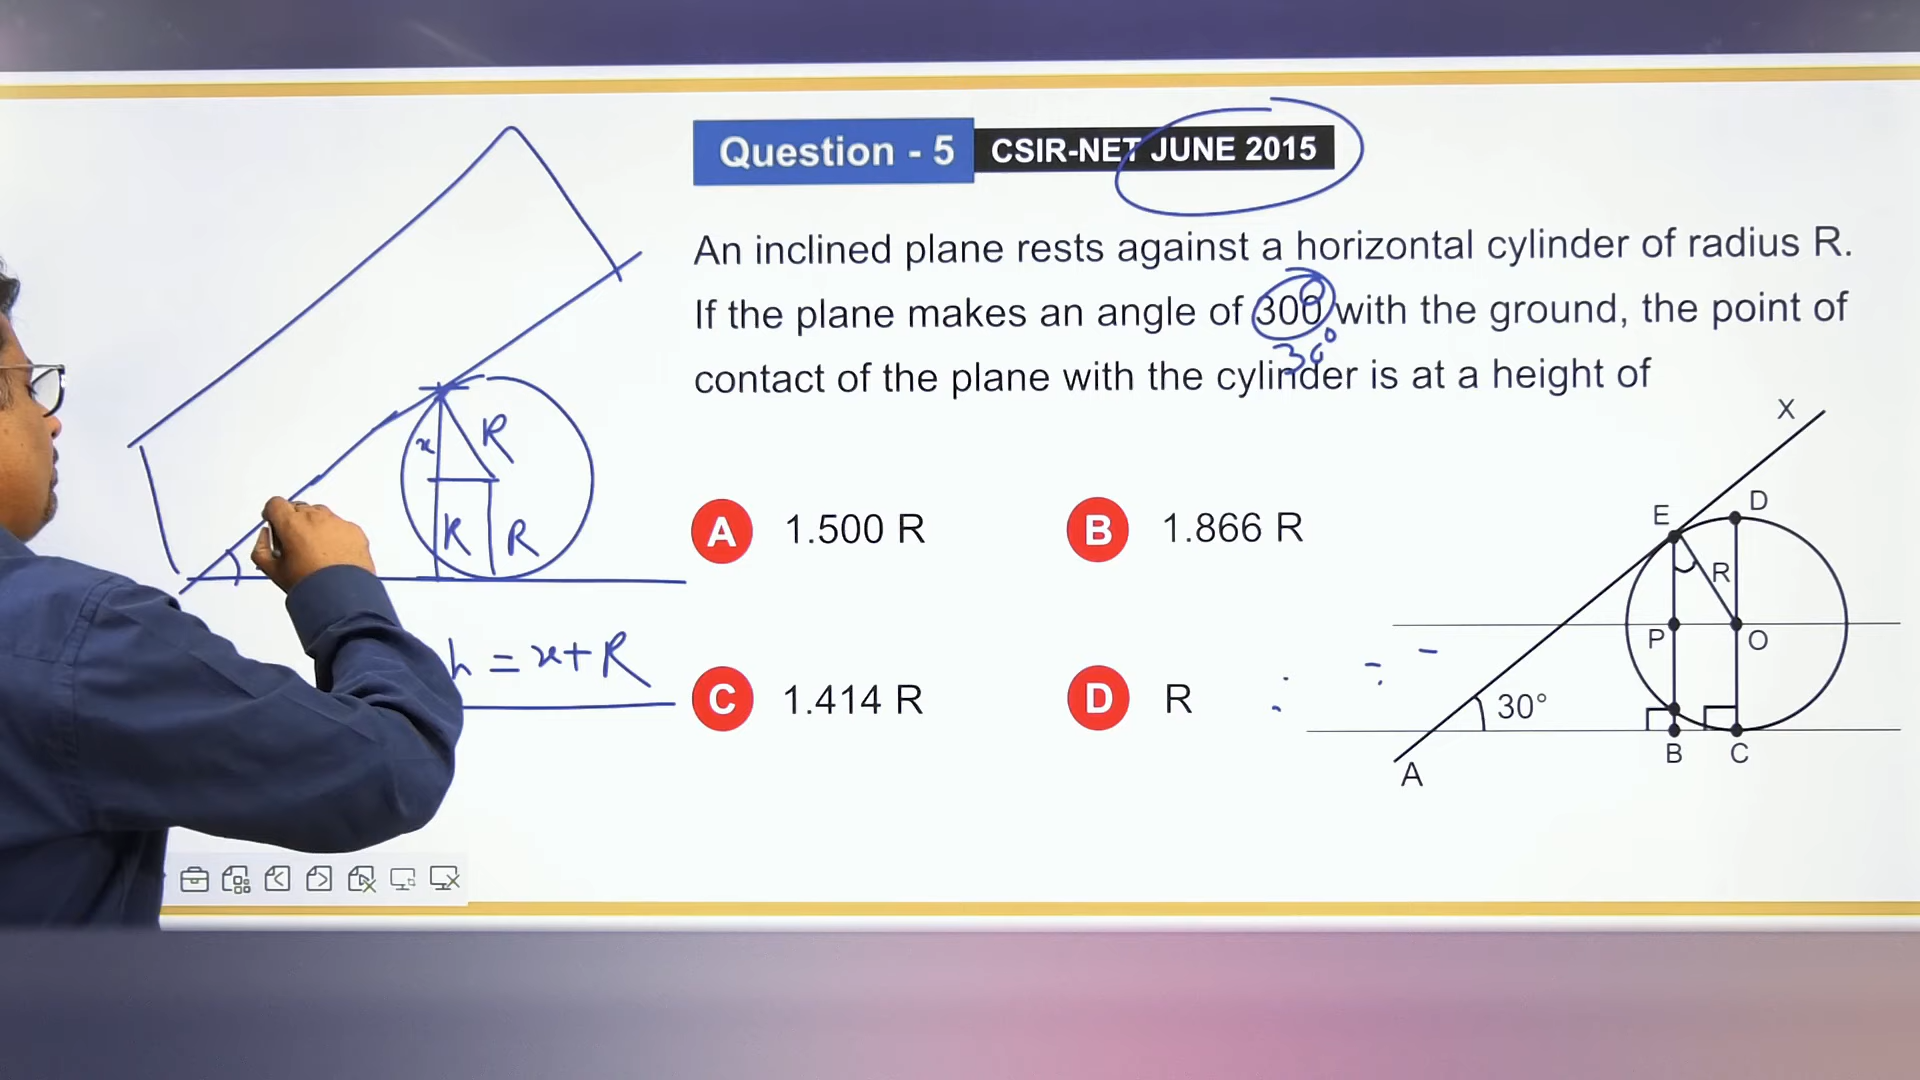 Question - 5 CSIR-NET JUNE 2015
An inclined plane rests against a horizontal cylinder of radius R.
If the plane makes an angle of 300 with the ground, the point of
30°
contact of the plane with the cylinder is at a height of
A 1.500 R B 1.866 R
C 1.414 R D R
x R
R R
h = x+R
X
E D
R
P O
30°
B C
A